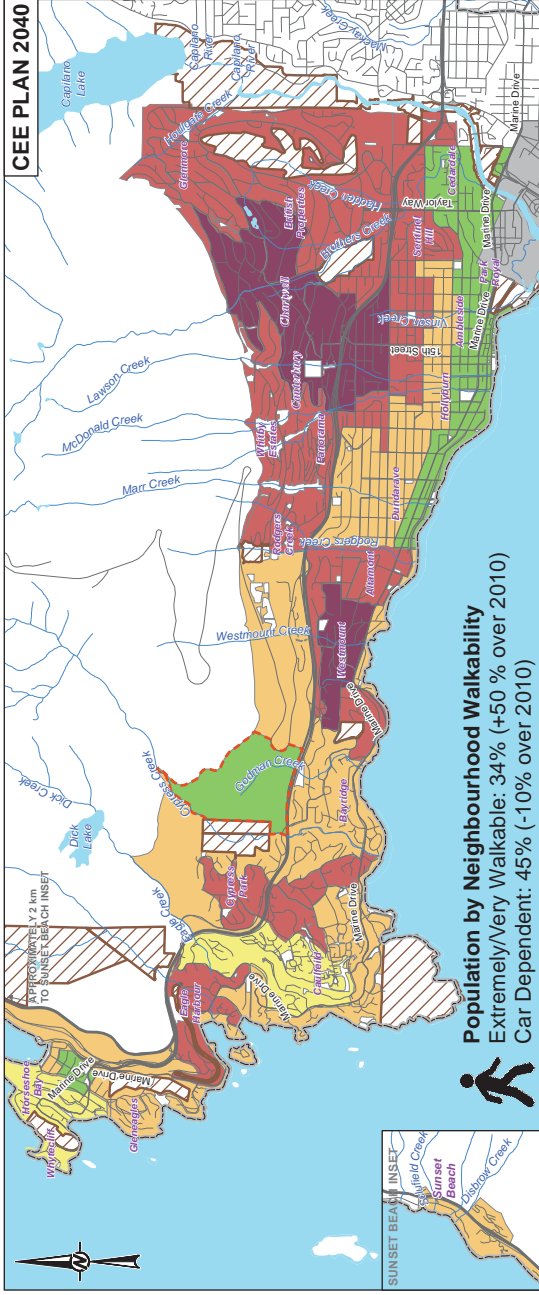 CEE PLAN 2040
Capilano
Lake
Capilano
River
Capilano
River
Mackay Creek
Houlgate Creek
Glenmore
Hadden Creek
British
Properties
Brothers Creek
Chartwell
Lawson Creek
McDonald Creek
Marr Creek
Whitby
Estates
Canterbury
Panorama
Rodgers
Creek
Rodgers Creek
Westmount Creek
Westmount
Altamont
Dundarave
Hollyburn
Ambleside
15th Street
Vinson Creek
Sentinel
Hill
Taylor Way
Cedardale
Park
Royal
Marine Drive
Marine Drive
Marine Drive
Marine Drive
Bayridge
Godman Creek
Cypress Creek
Dick Creek
Dick
Lake
Cypress
Park
Eagle Creek
Marine Drive
Caulfeild
Marine Drive
Eagle
Harbour
APPROXIMATELY 2 km
TO SUNSET BEACH INSET
Horseshoe
Bay
Marine Drive
Marine Drive
Whytecliff
Gleneagles
N
Population by Neighbourhood Walkability
Extremely/Very Walkable: 34% (+50 % over 2010)
Car Dependent: 45% (-10% over 2010)
SUNSET BEACH INSET
Creek
Sunset
Beach
Disbrow Creek